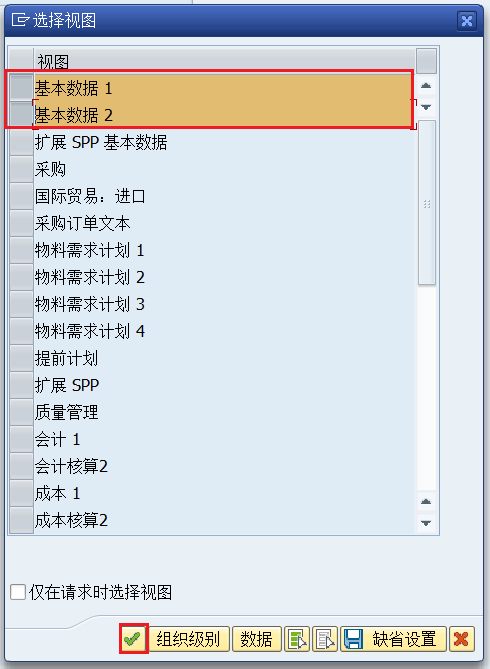 选择视图
视图
基本数据 1
基本数据 2
扩展 SPP 基本数据
采购
国际贸易：进口
采购订单文本
物料需求计划 1
物料需求计划 2
物料需求计划 3
物料需求计划 4
提前计划
扩展 SPP
质量管理
会计 1
会计核算2
成本 1
成本核算2
仅在请求时选择视图
组织级别 数据 缺省设置